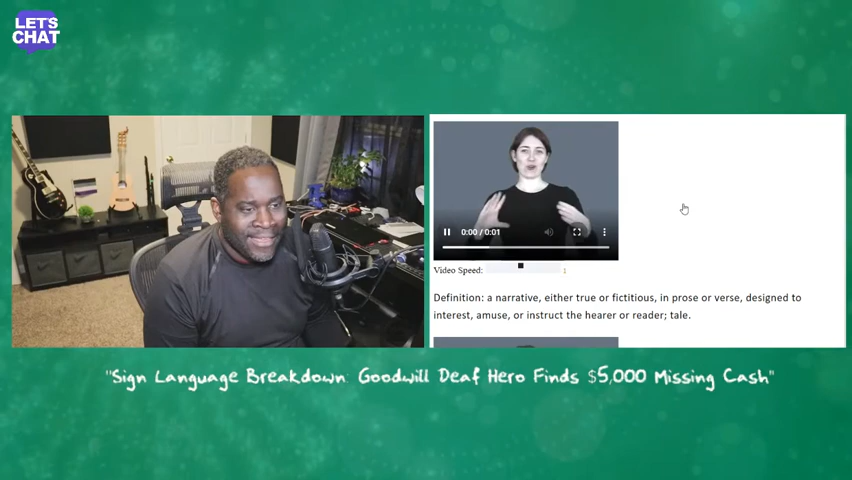 LETS
CHAT
0:00 / 0:01
Video Speed:
Definition: a narrative, either true or fictitious, in prose or verse, designed to
interest, amuse, or instruct the hearer or reader; tale.
"Sign Language Breakdown: Goodwill Deaf Hero Finds $5,000 Missing Cash"